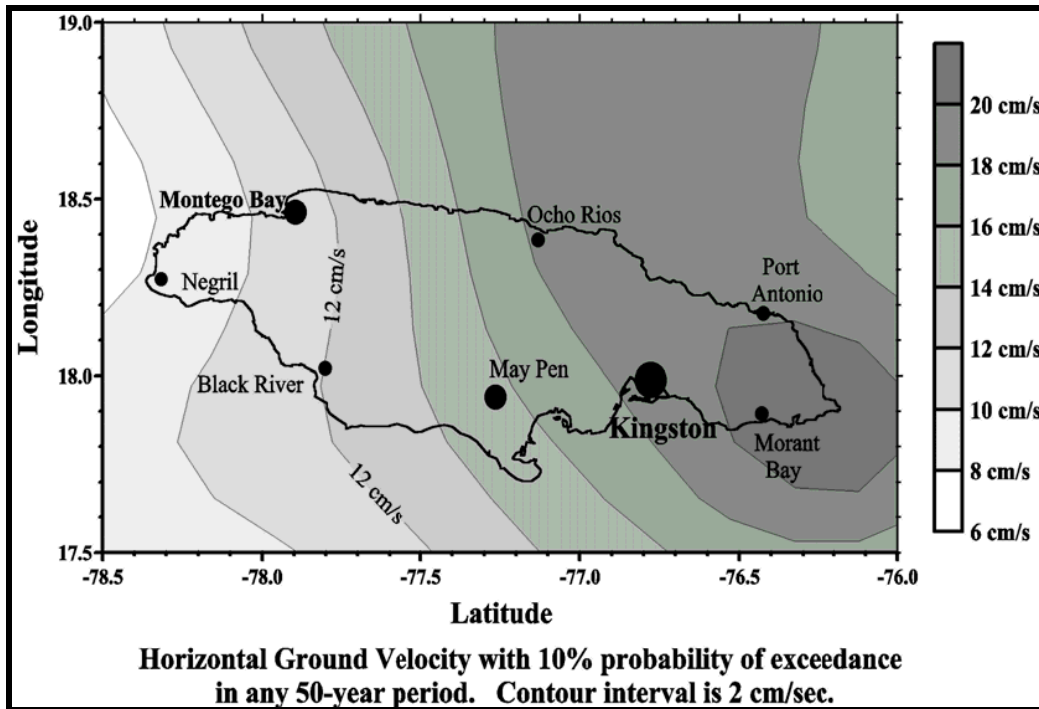 19.0
18.5
18.0
17.5
Longitude
Montego Bay
Ocho Rios
Negril
Port
Antonio
12 cm/s
Black River
May Pen
Kingston
Morant
Bay
12 cm/s
20 cm/s
18 cm/s
16 cm/s
14 cm/s
12 cm/s
10 cm/s
8 cm/s
6 cm/s
-78.5 -78.0 -77.5 -77.0 -76.5 -76.0
Latitude
Horizontal Ground Velocity with 10% probability of exceedance
in any 50-year period. Contour interval is 2 cm/sec.